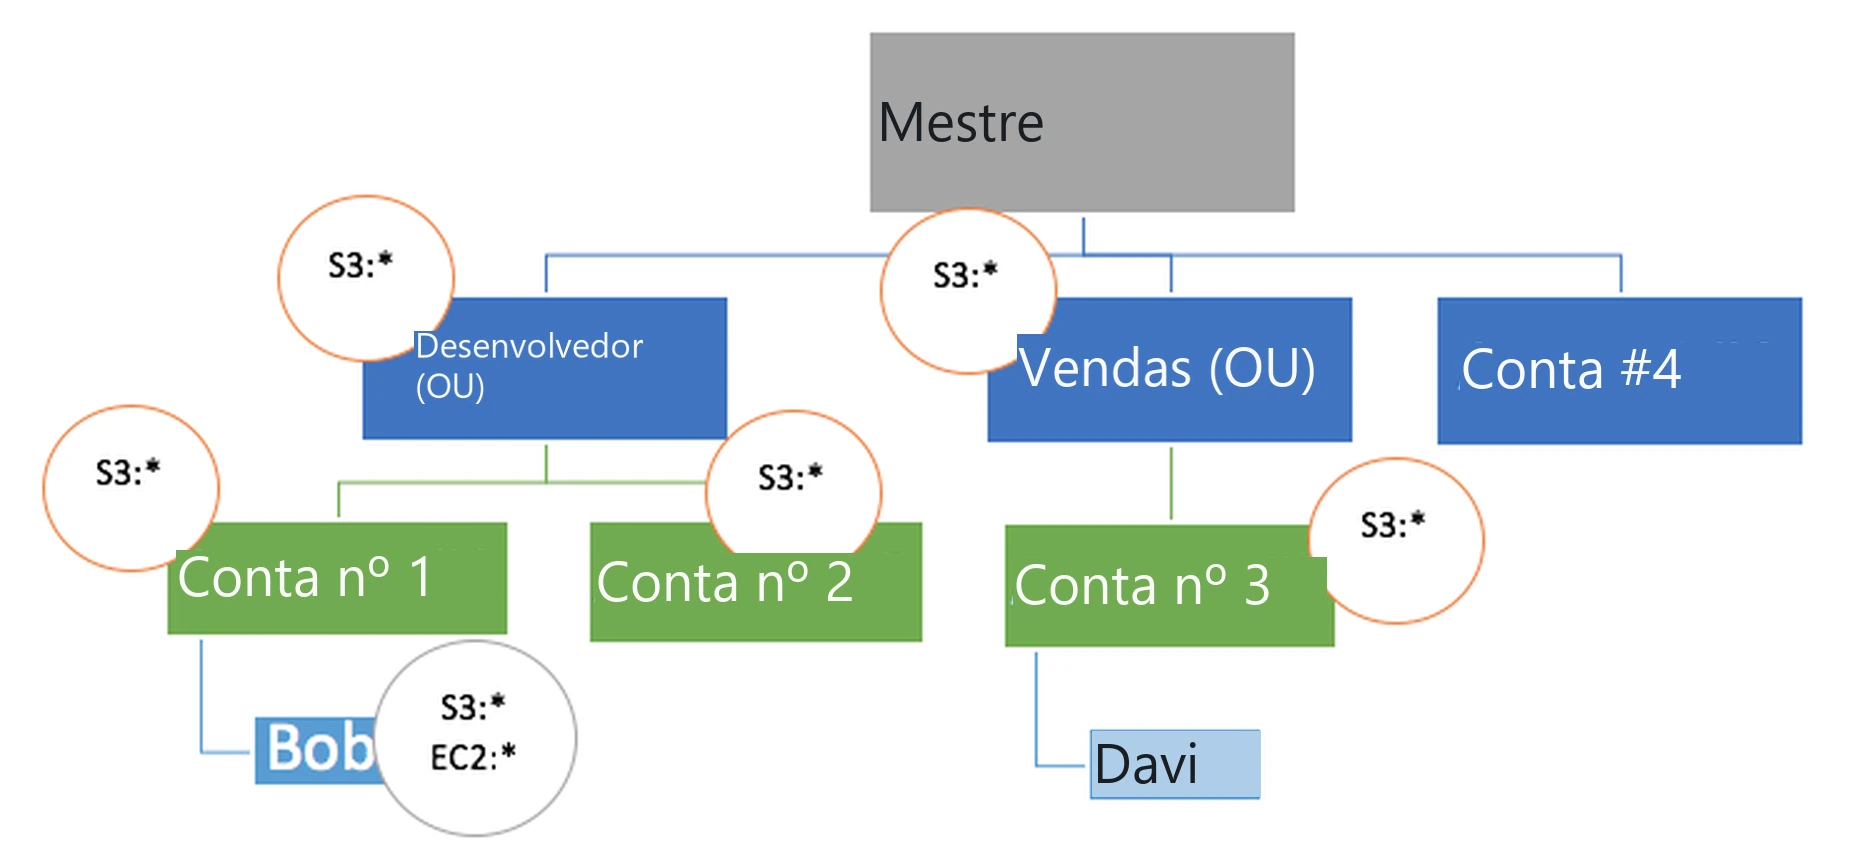 Mestre
S3:*
S3:*
Desenvolvedor
(OU)
Vendas (OU)
Conta #4
S3:*
S3:*
S3:*
Conta nº 1
Conta nº 2
Conta nº 3
Bob
S3:*
EC2:*
Davi